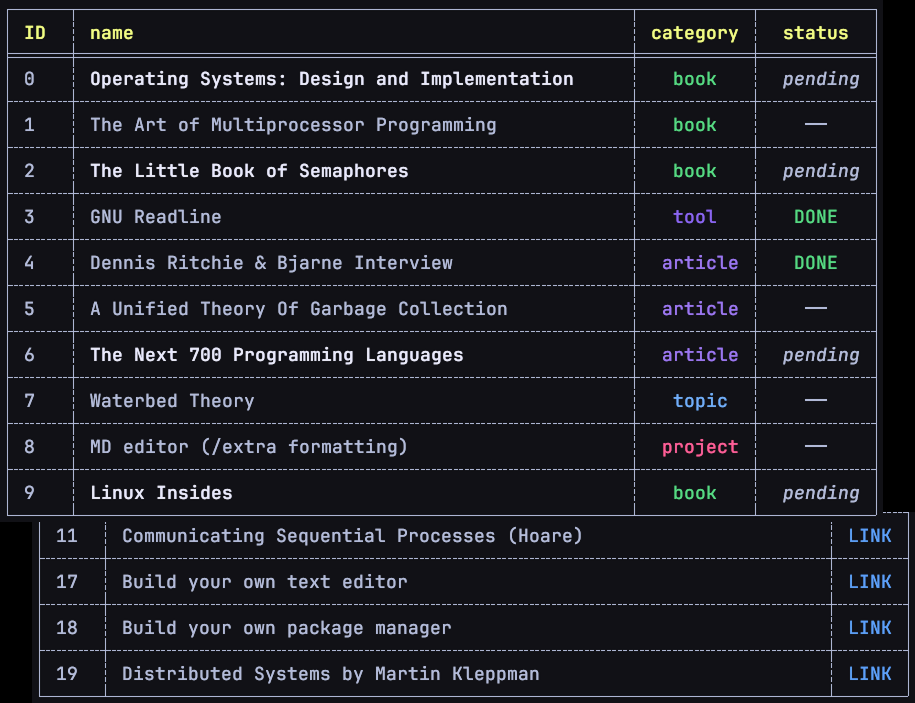 ID name category status
0 Operating Systems: Design and Implementation book pending
1 The Art of Multiprocessor Programming book —
2 The Little Book of Semaphores book pending
3 GNU Readline tool DONE
4 Dennis Ritchie & Bjarne Interview article DONE
5 A Unified Theory Of Garbage Collection article —
6 The Next 700 Programming Languages article pending
7 Waterbed Theory topic —
8 MD editor (/extra formatting) project —
9 Linux Insides book pending
11 Communicating Sequential Processes (Hoare) LINK
17 Build your own text editor LINK
18 Build your own package manager LINK
19 Distributed Systems by Martin Kleppman LINK